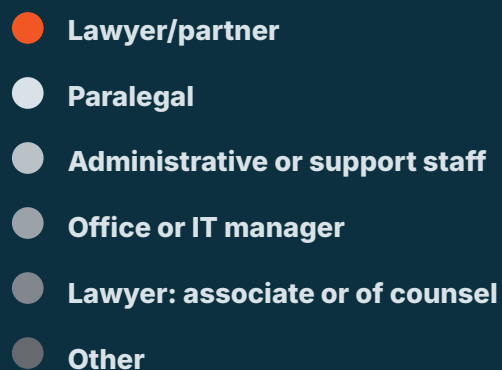 Lawyer/partner
Paralegal
Administrative or support staff
Office or IT manager
Lawyer: associate or of counsel
Other